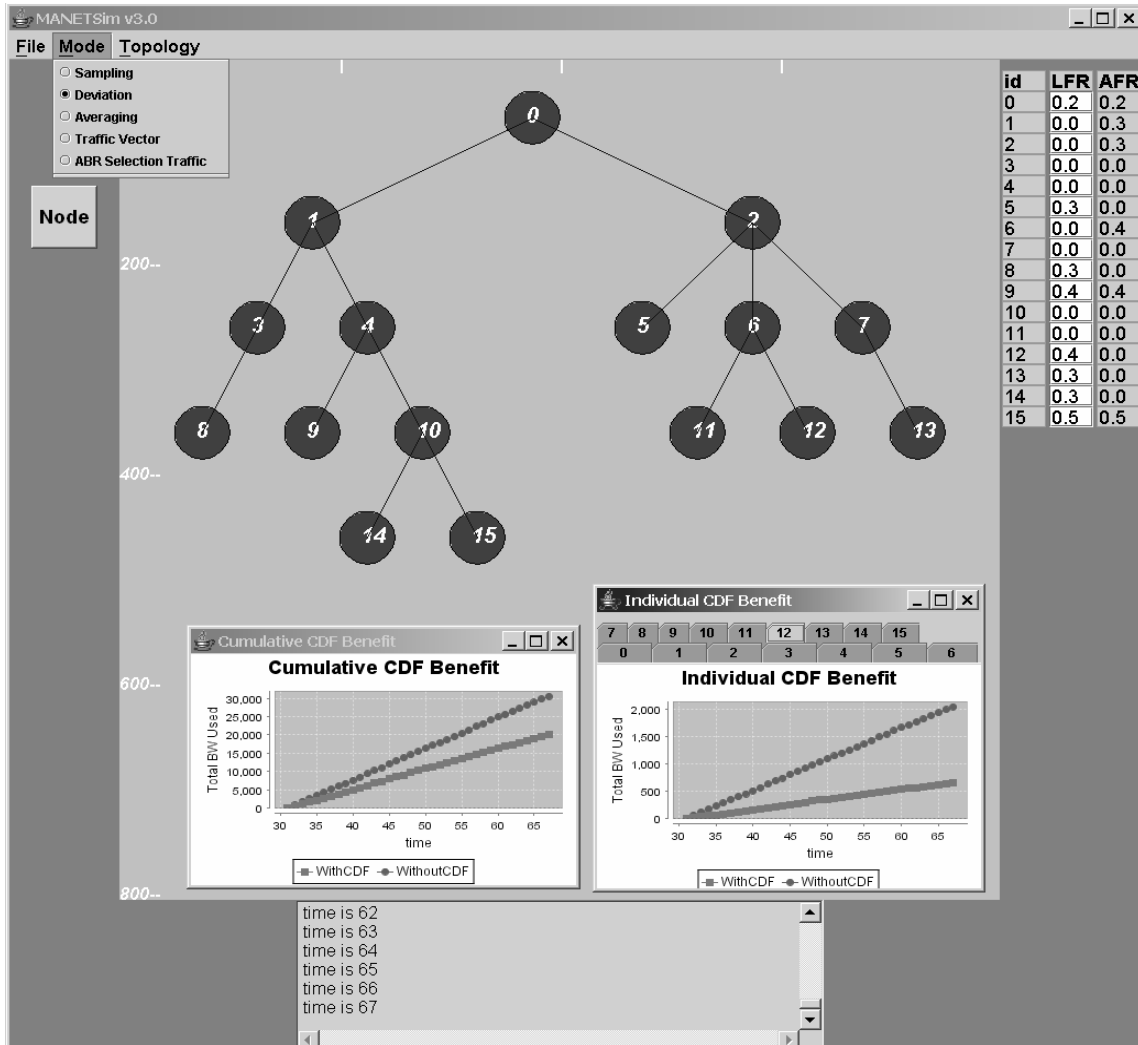 MANETSim v3.0
File Mode Topology
Sampling
Deviation
Averaging
Traffic Vector
ABR Selection Traffic
Node
200--
400--
600--
800--
0
1
2
3
4
5
6
7
8
9
10
11
12
13
14
15
id LFR AFR
0 0.2 0.2
1 0.0 0.3
2 0.0 0.3
3 0.0 0.0
4 0.0 0.0
5 0.3 0.0
6 0.0 0.4
7 0.0 0.0
8 0.3 0.0
9 0.4 0.4
10 0.0 0.0
11 0.0 0.0
12 0.4 0.0
13 0.3 0.0
14 0.3 0.0
15 0.5 0.5
Cumulative CDF Benefit
Cumulative CDF Benefit
Total BW Used
30,000
25,000
20,000
15,000
10,000
5,000
0
30 35 40 45 50 55 60 65
time
WithCDF WithoutCDF
Individual CDF Benefit
7 8 9 10 11 12 13 14 15
0 1 2 3 4 5 6
Individual CDF Benefit
Total BW Used
2,000
1,500
1,000
500
0
30 35 40 45 50 55 60 65
time
WithCDF WithoutCDF
time is 62
time is 63
time is 64
time is 65
time is 66
time is 67